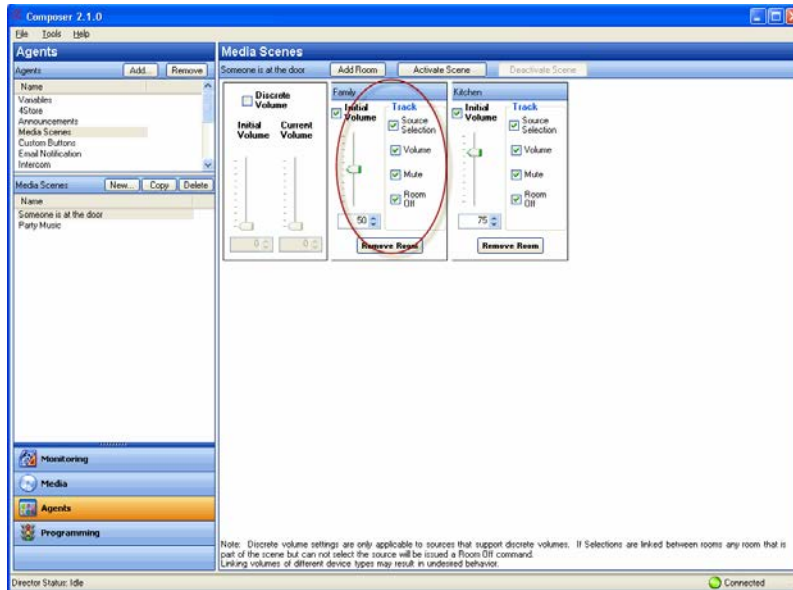 Composer 2.1.0
File Tools Help
Agents
Agents Add... Remove
Name
Variables
4Store
Announcements
Media Scenes
Custom Buttons
Email Notification
Intercom
Media Scenes New... Copy Delete
Name
Someone is at the door
Party Music
Monitoring
Media
Agents
Programming
Media Scenes
Someone is at the door Add Room Activate Scene Deactivate Scene
Discrete Volume
Initial Volume Current Volume
0 0
Family
Initial Volume
Track
Source Selection
Volume
Mute
Room Off
50
Remove Room
Kitchen
Initial Volume
Track
Source Selection
Volume
Mute
Room Off
75
Remove Room
Note: Discrete volume settings are only applicable to sources that support discrete volumes. If Selections are linked between rooms any room that is
part of the scene but can not select the source will be issued a Room Off command.
Linking volumes of different device types may result in undesired behavior.
Director Status: Idle Connected